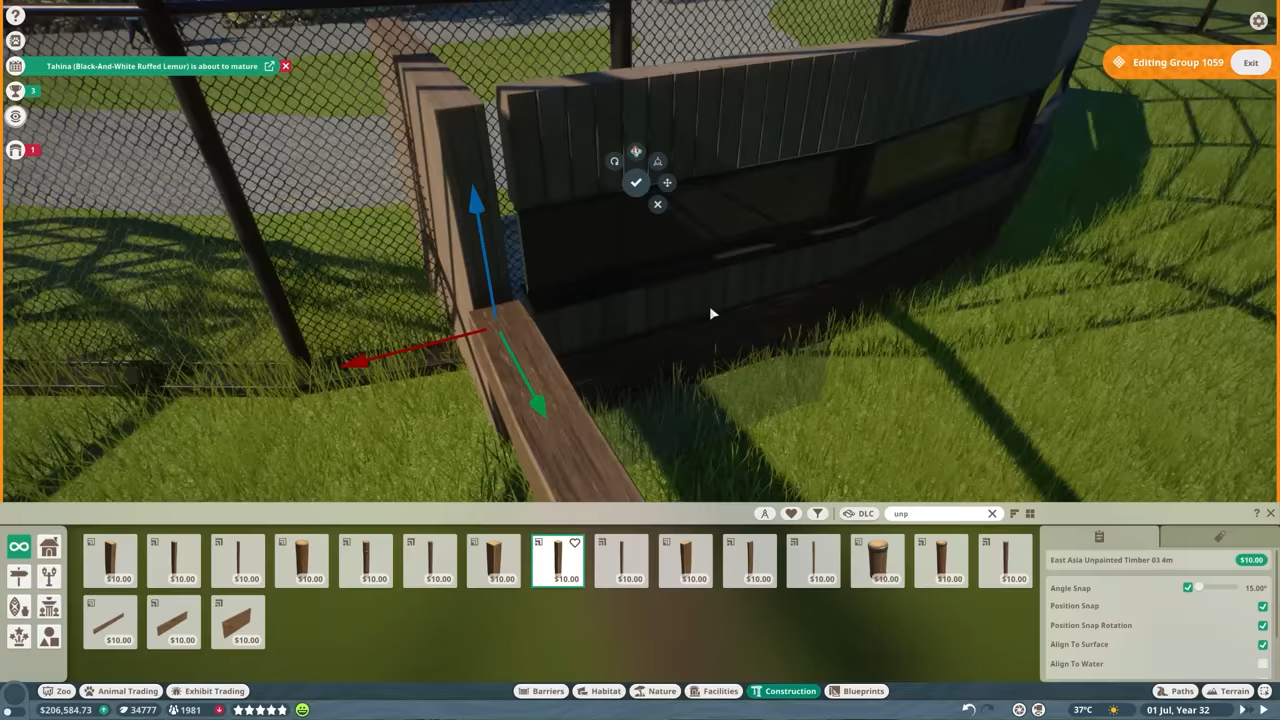 ?
Tahina (Black-And-White Ruffed Lemur) is about to mature
3
1
Editing Group 1059
Exit
DLC
unp
?
$10.00 $10.00 $10.00 $10.00 $10.00 $10.00 $10.00 $10.00 $10.00 $10.00 $10.00 $10.00 $10.00 $10.00 $10.00
$10.00 $10.00 $10.00
East Asia Unpainted Timber 03 4m
$10.00
Angle Snap
15.00°
Position Snap
Position Snap Rotation
Align To Surface
Align To Water
Zoo
Animal Trading
Exhibit Trading
Barriers
Habitat
Nature
Facilities
Construction
Blueprints
Paths
Terrain
$206,584.73
34777
1981
37°C
01 Jul, Year 32